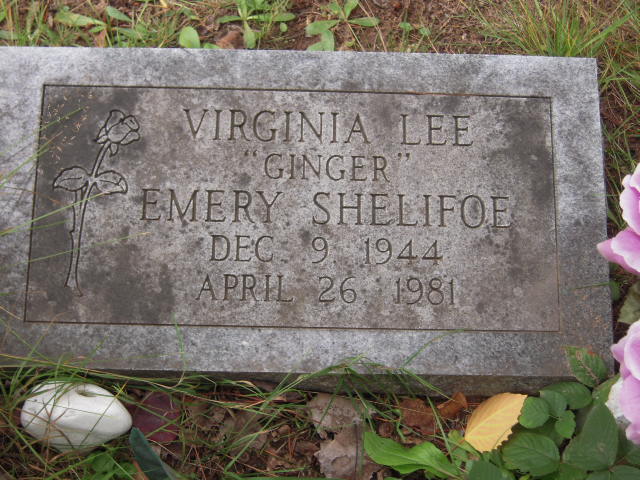 VIRGINIA LEE
"GINGER"
EMERY SHELIFOE
DEC 9 1944
APRIL 26 1981